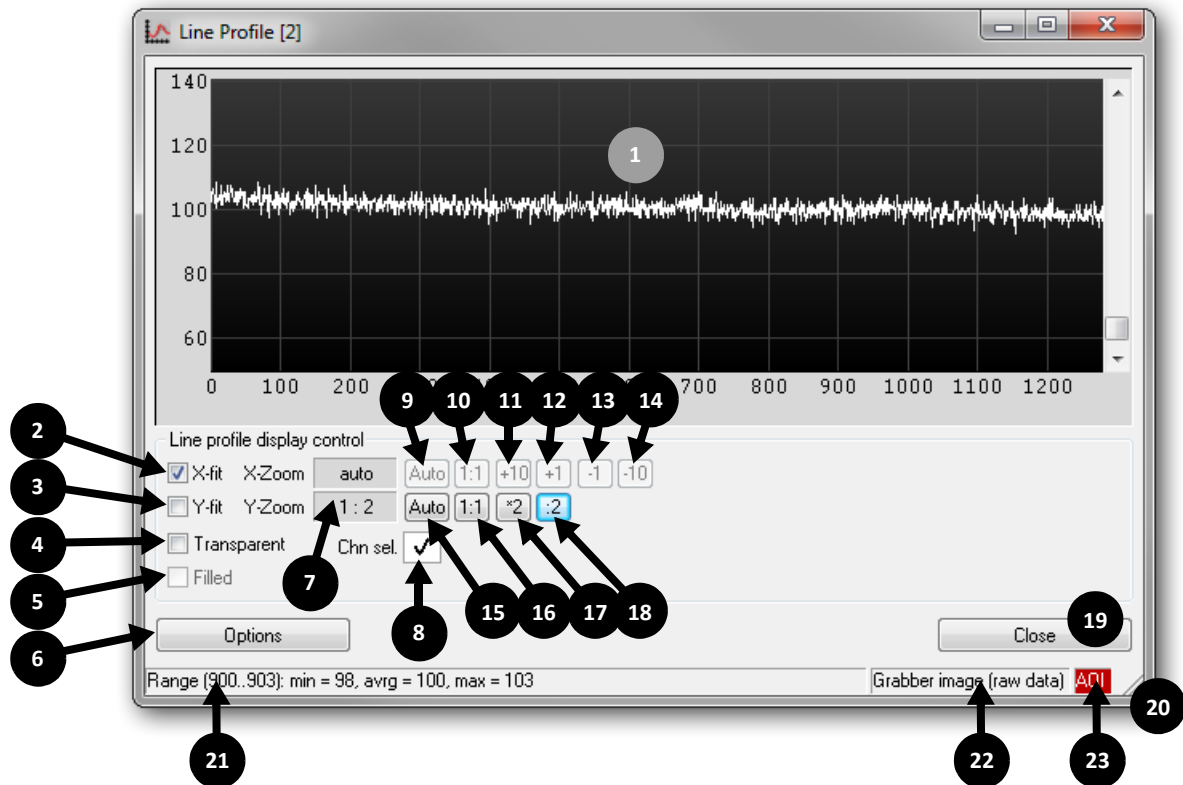 Line Profile [2]
140
120
1
100
80
60
0 100 200 700 800 900 1000 1100 1200
9 10 11 12 13 14
2
Line profile display control
X-fit X-Zoom auto Auto 1:1 +10 +1 -1 -10
3
Y-fit Y-Zoom 1 : 2 Auto 1:1 *2 :2
4
Transparent Chn sel.
7
5
Filled
15 16 17 18
6
Options
8
Close
19
Range (900..903): min = 98, avrg = 100, max = 103
Grabber image (raw data) AOI
20
21 22 23